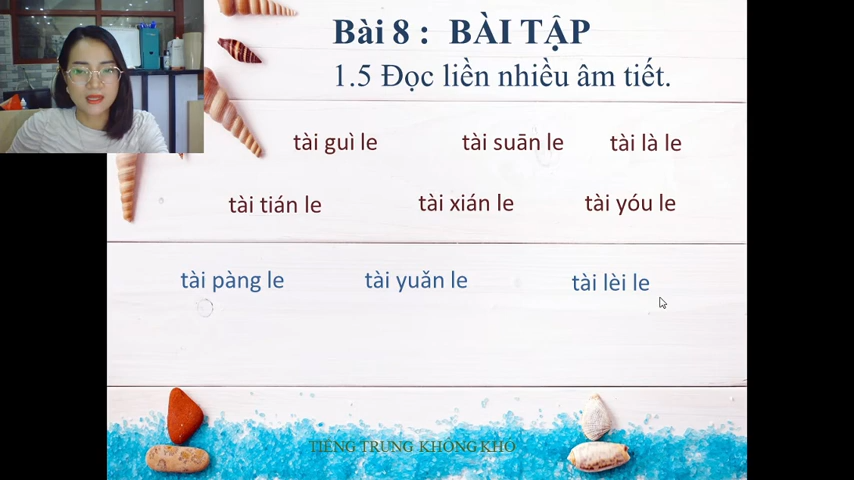 Bài 8 : BÀI TẬP
1.5 Đọc liền nhiều âm tiết.
tài guì le tài suān le tài là le
tài tián le tài xián le tài yóu le
tài pàng le tài yuǎn le tài lèi le
TIẾNG TRUNG KHÔNG KHÓ